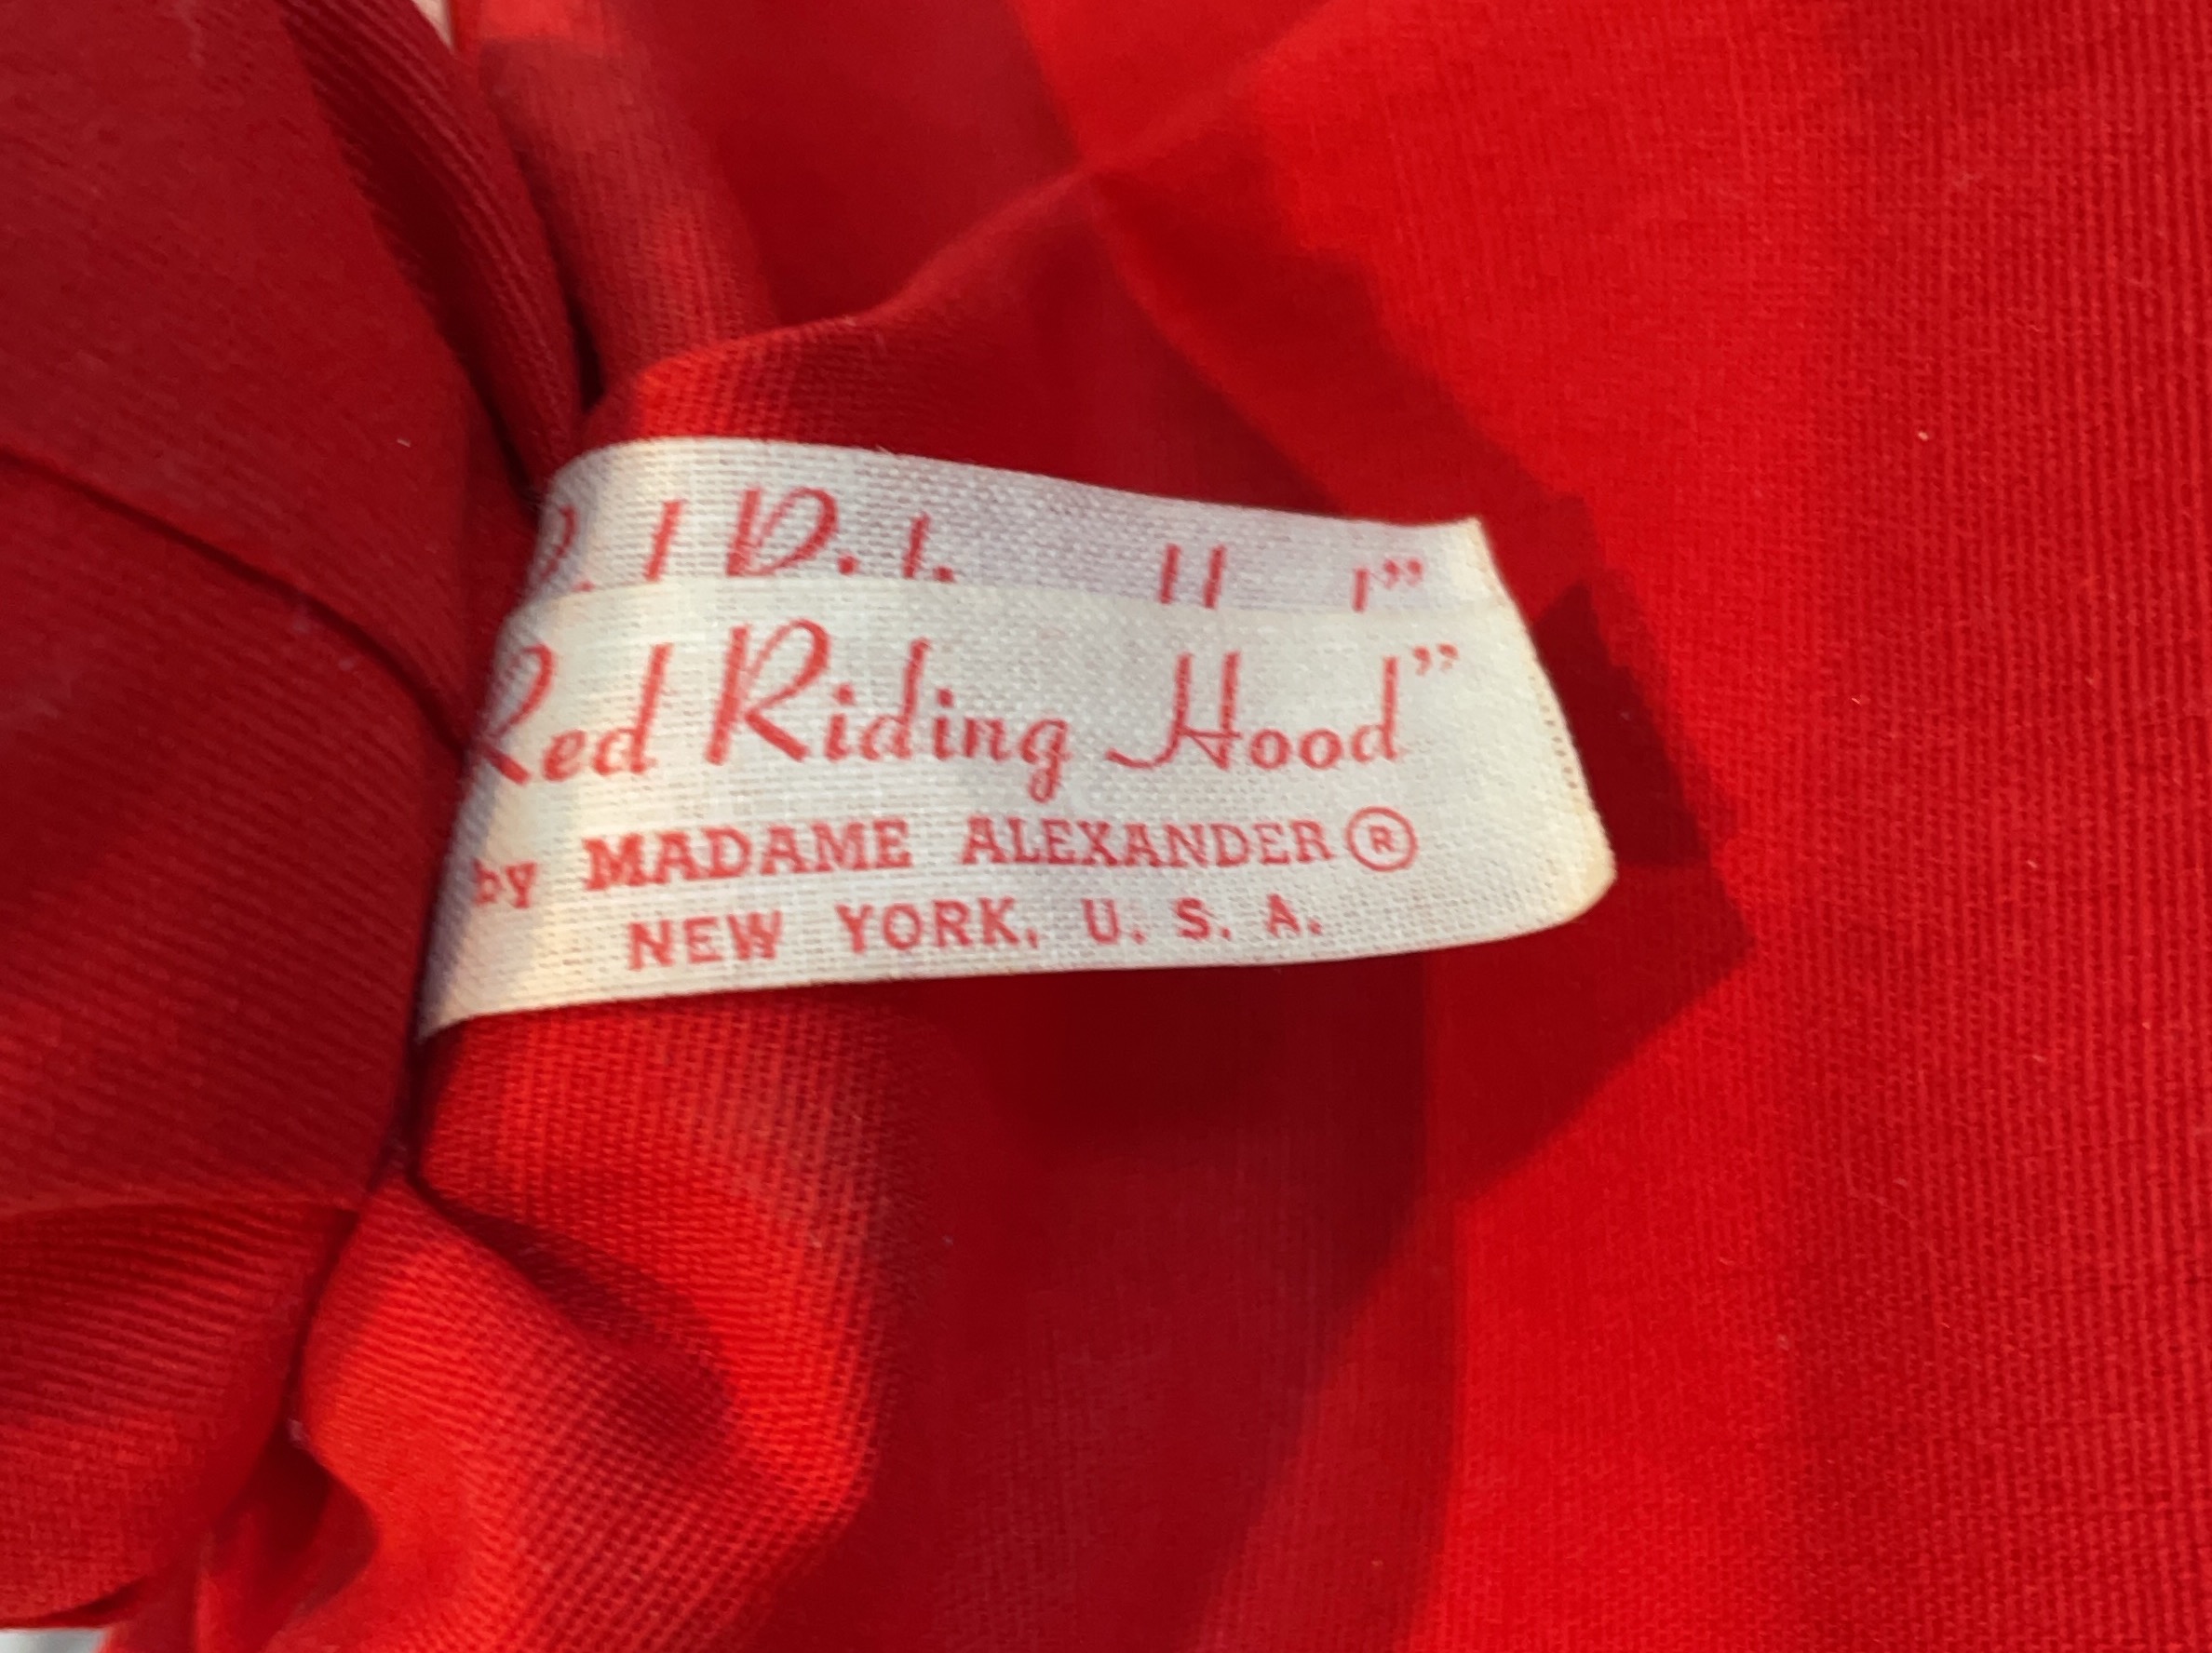 Red Riding Hood”
by MADAME ALEXANDER®
NEW YORK, U. S. A.